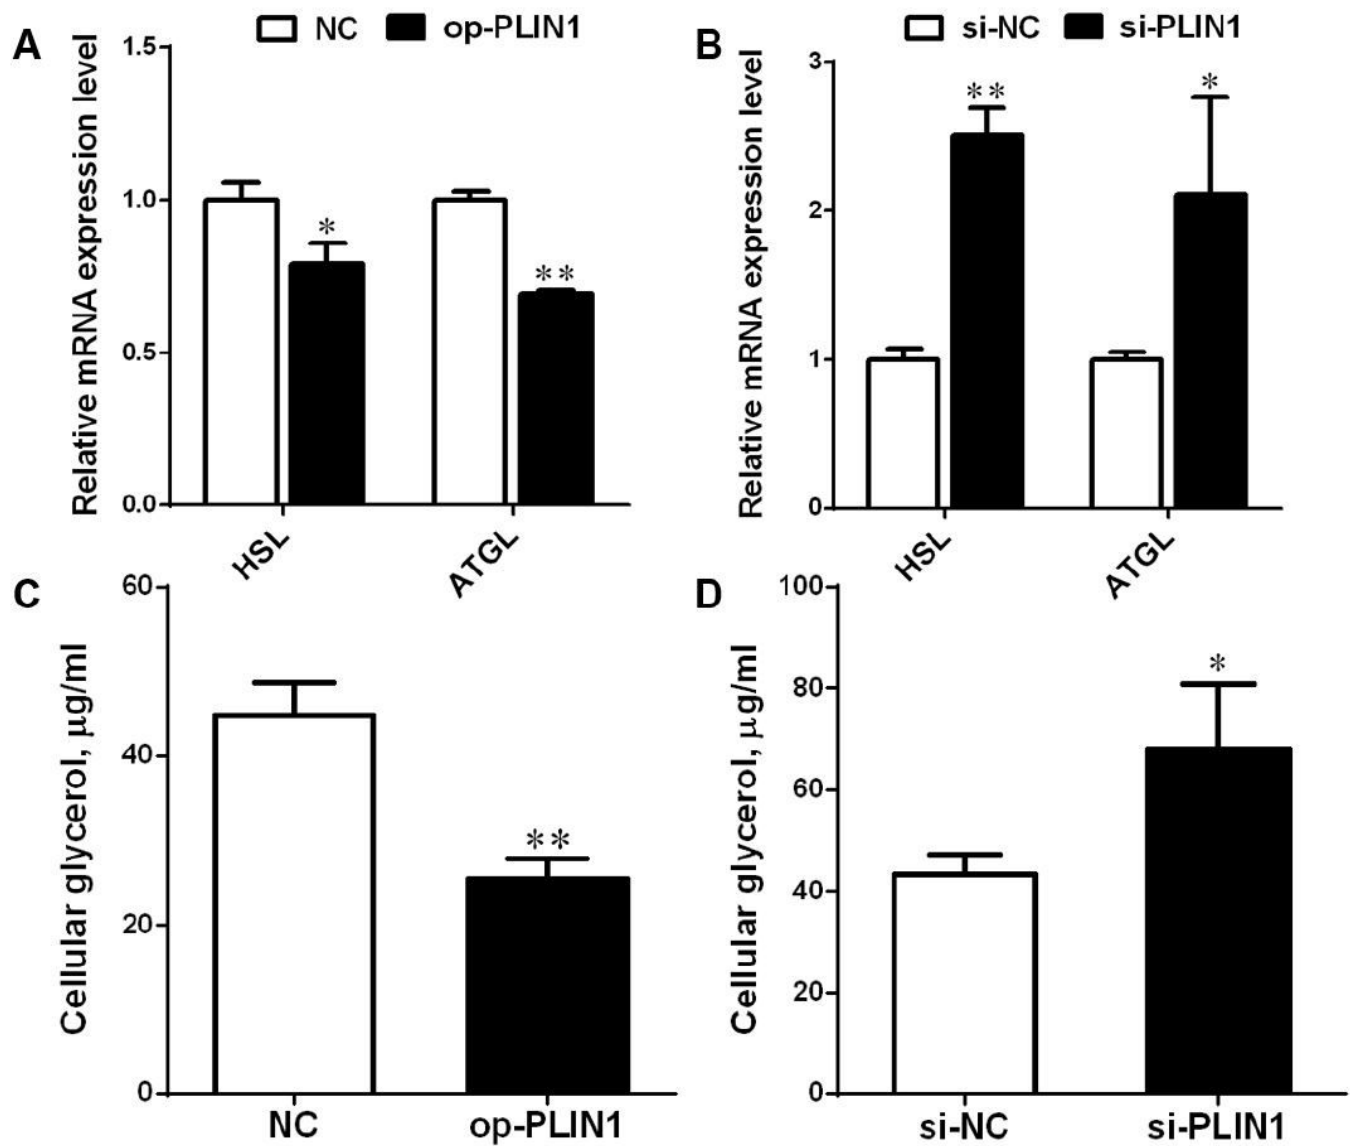 A
NC
op-PLIN1
Relative mRNA expression level
1.5
1.0
0.5
0.0
*
**
HSL
ATGL
B
si-NC
si-PLIN1
Relative mRNA expression level
3
2
1
0
**
*
HSL
ATGL
C
Cellular glycerol, μg/ml
60
40
20
0
**
NC
op-PLIN1
D
Cellular glycerol, μg/ml
100
80
60
40
20
0
*
si-NC
si-PLIN1